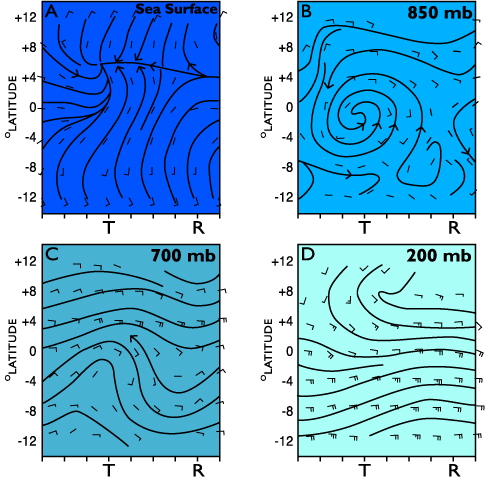 A Sea Surface
+12
+8
+4
0
-4
-8
-12
°LATITUDE
T R
B 850 mb
+12
+8
+4
0
-4
-8
-12
°LATITUDE
T R
C 700 mb
+12
+8
+4
0
-4
-8
-12
°LATITUDE
T R
D 200 mb
+12
+8
+4
0
-4
-8
-12
°LATITUDE
T R